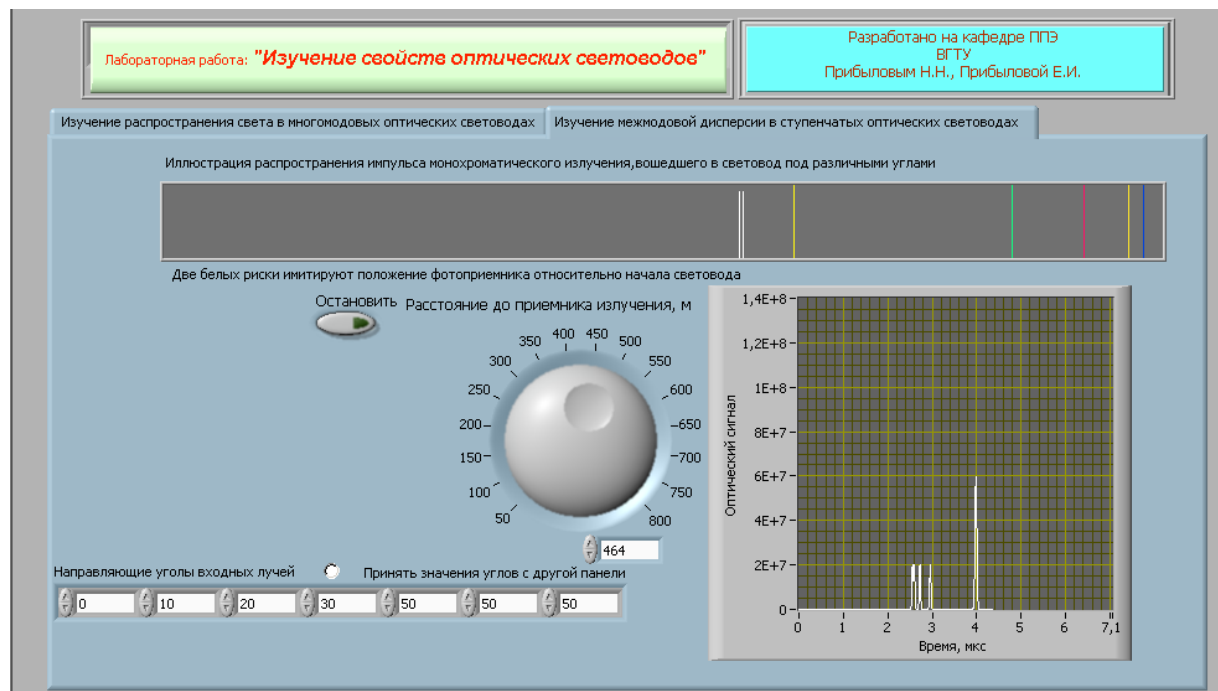 Лабораторная работа: "Изучение свойств оптических световодов"
Разработано на кафедре ППЭ
ВГТУ
Прибыловым Н.Н., Прибыловой Е.И.
Изучение распространения света в многомодовых оптических световодах
Изучение межмодовой дисперсии в ступенчатых оптических световодах
Иллюстрация распространения импульса монохроматического излучения,вошедшего в световод под различными углами
Две белых риски имитируют положение фотоприемника относительно начала световода
Остановить
Расстояние до приемника излучения, м
50
100
150
200
250
300
350
400
450
500
550
600
650
700
750
800
464
Направляющие уголы входных лучей
Принять значения углов с другой панели
0
10
20
30
50
50
50
Оптический сигнал
1,4E+8
1,2E+8
1E+8
8E+7
6E+7
4E+7
2E+7
0
0 1 2 3 4 5 6 7,1
Время, мкс